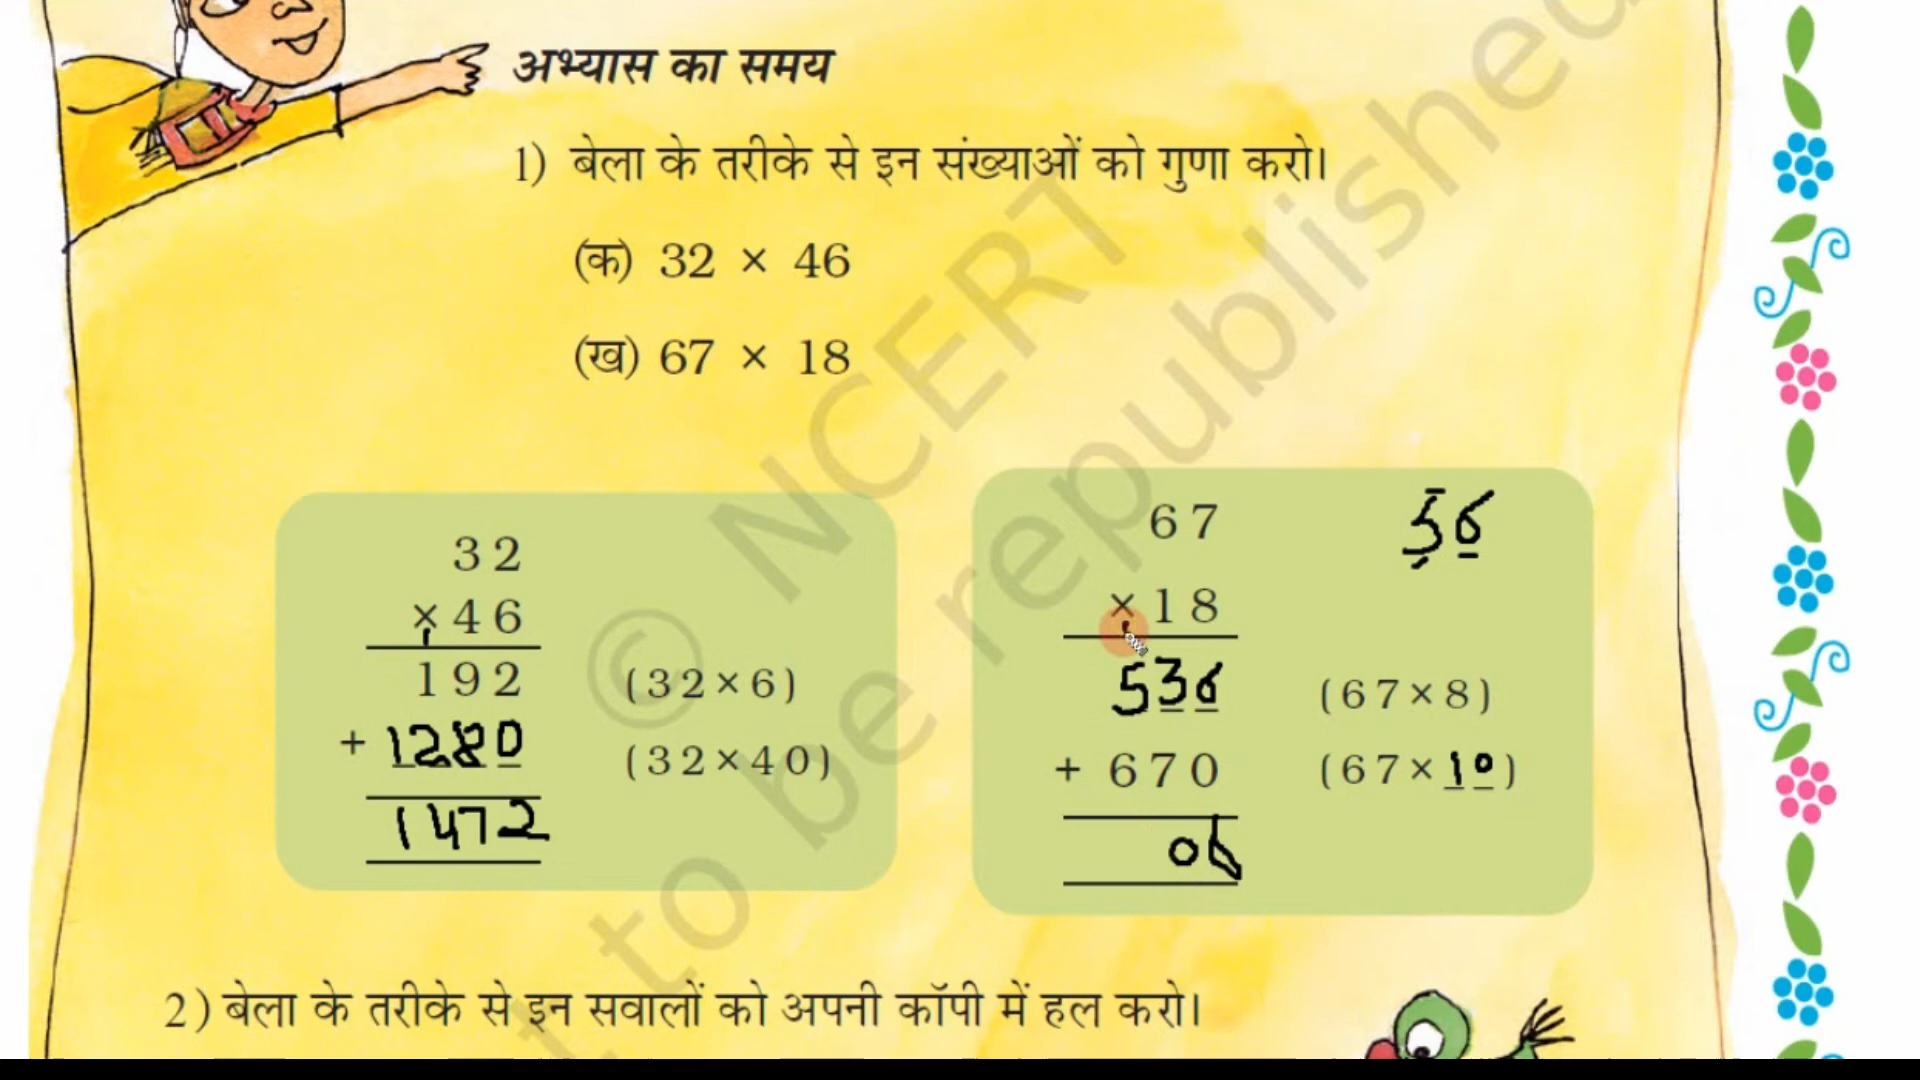 अभ्यास का समय
1) बेला के तरीके से इन संख्याओं को गुणा करो।
(क) 32 × 46
(ख) 67 × 18
32
×46
192 (32×6)
+ 1280 (32×40)
1472
67 56
×18
536 (67×8)
+ 670 (67×10)
06
2) बेला के तरीके से इन सवालों को अपनी कॉपी में हल करो।
© NCERT
to be republished